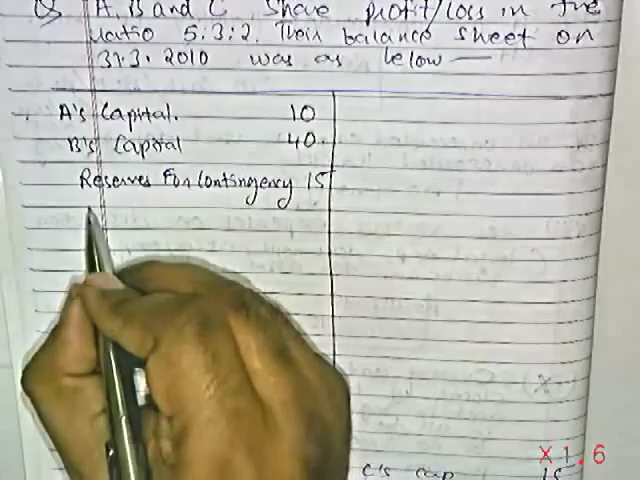 Q A, B and C share profit/loss in the
ratio 5:3:2. Their balance sheet on
31.3.2010 was as below —
A's Capital. 10
B's Capital 40.
Reserves For Contingency 15
C's Cap 15
X1.6